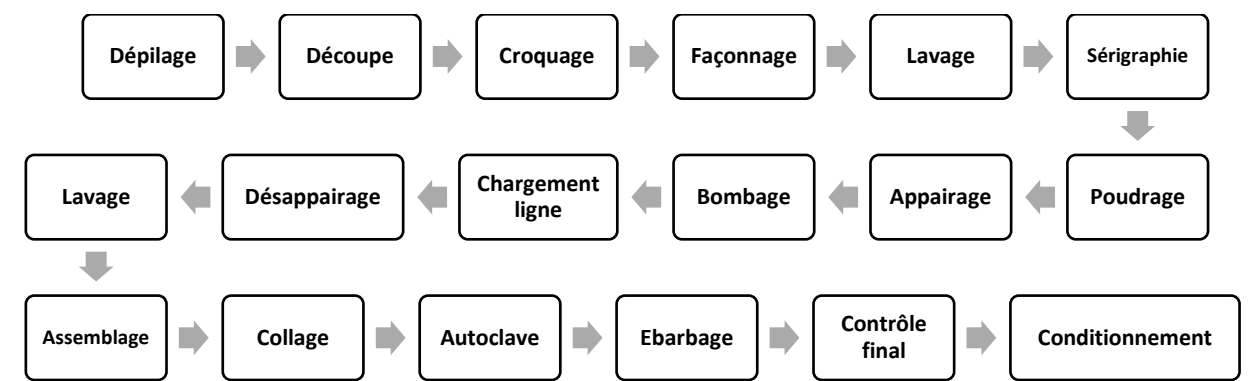 Dépilage
Découpe
Croquage
Façonnage
Lavage
Sérigraphie
Poudrage
Appairage
Bombage
Chargement
ligne
Désappairage
Lavage
Assemblage
Collage
Autoclave
Ebarbage
Contrôle
final
Conditionnement